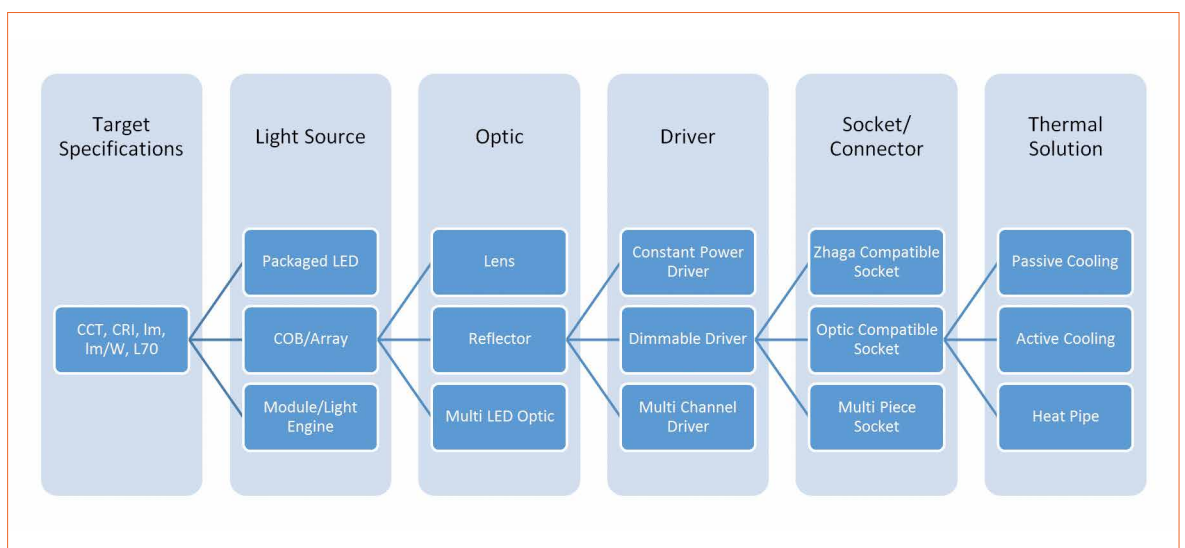 Target
Specifications
CCT, CRI, lm,
lm/W, L70
Light Source
Packaged LED
COB/Array
Module/Light
Engine
Optic
Lens
Reflector
Multi LED Optic
Driver
Constant Power
Driver
Dimmable Driver
Multi Channel
Driver
Socket/
Connector
Zhaga Compatible
Socket
Optic Compatible
Socket
Multi Piece
Socket
Thermal
Solution
Passive Cooling
Active Cooling
Heat Pipe